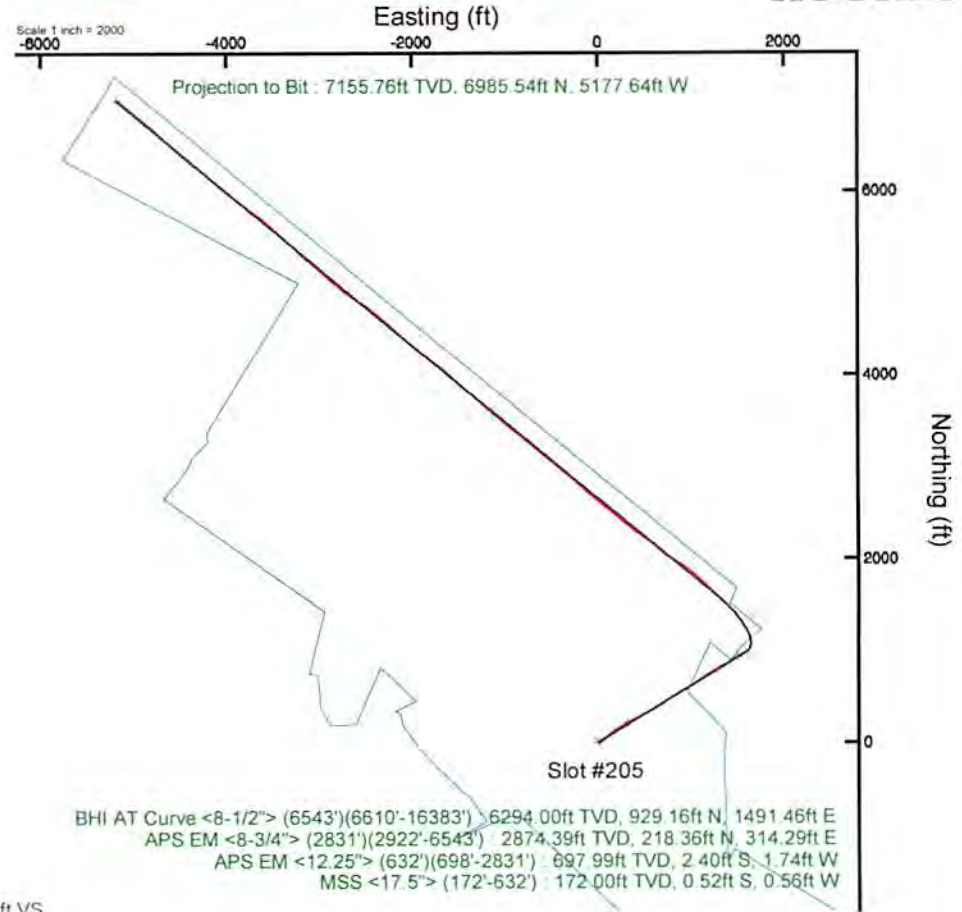 Easting (ft)
Scale 1 inch = 2000
-6000 -4000 -2000 0 2000
Projection to Bit : 7155.76ft TVD, 6985.54ft N, 5177.64ft W
6000
4000
Northing (ft)
2000
0
Slot #205
BHI AT Curve <8-1/2"> (6543')(6610'-16383') : 6294.00ft TVD, 929.16ft N, 1491.46ft E
APS EM <8-3/4"> (2831')(2922'-6543') : 2874.39ft TVD, 218.36ft N, 314.29ft E
APS EM <12.25"> (632')(698'-2831') : 697.99ft TVD, 2.40ft S, 1.74ft W
MSS <17.5"> (172'-632') : 172.00ft TVD, 0.52ft S, 0.56ft W
ft VS